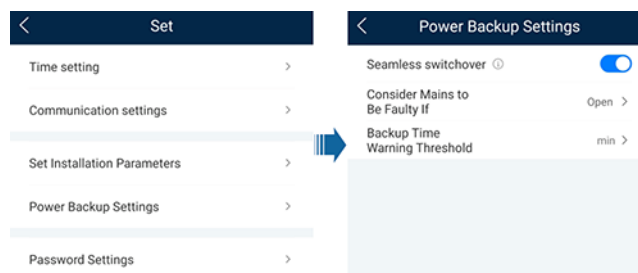 Set
Time setting
Communication settings
Set Installation Parameters
Power Backup Settings
Password Settings
Power Backup Settings
Seamless switchover
Consider Mains to
Be Faulty If
Open
Backup Time
Warning Threshold
min